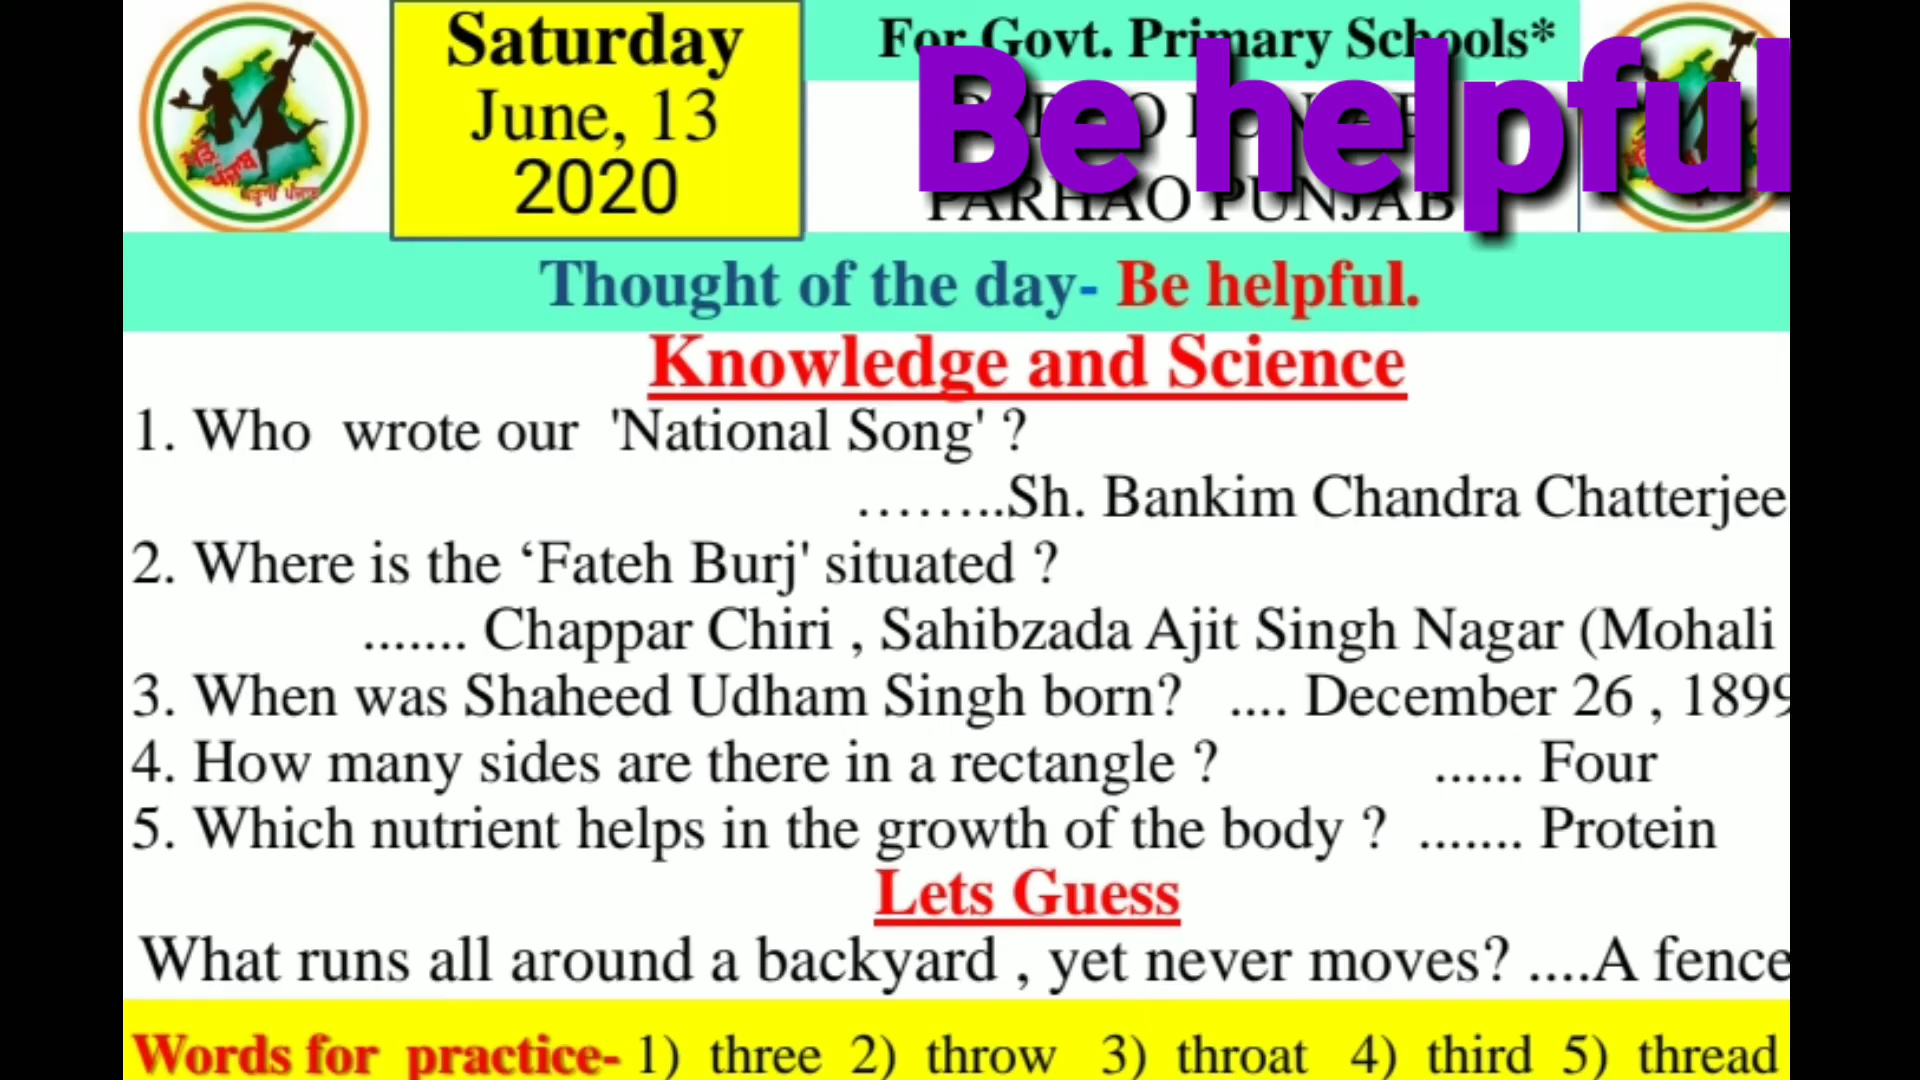 Saturday
June, 13
2020
For Govt. Primary Schools*
Be helpful
PARHAO PUNJAB
Thought of the day- Be helpful.
Knowledge and Science
1. Who wrote our 'National Song' ?
……..Sh. Bankim Chandra Chatterjee
2. Where is the ‘Fateh Burj' situated ?
....... Chappar Chiri , Sahibzada Ajit Singh Nagar (Mohali
3. When was Shaheed Udham Singh born? .... December 26 , 1899
4. How many sides are there in a rectangle ? ...... Four
5. Which nutrient helps in the growth of the body ? ....... Protein
Lets Guess
What runs all around a backyard , yet never moves? ....A fence
Words for practice- 1) three 2) throw 3) throat 4) third 5) thread